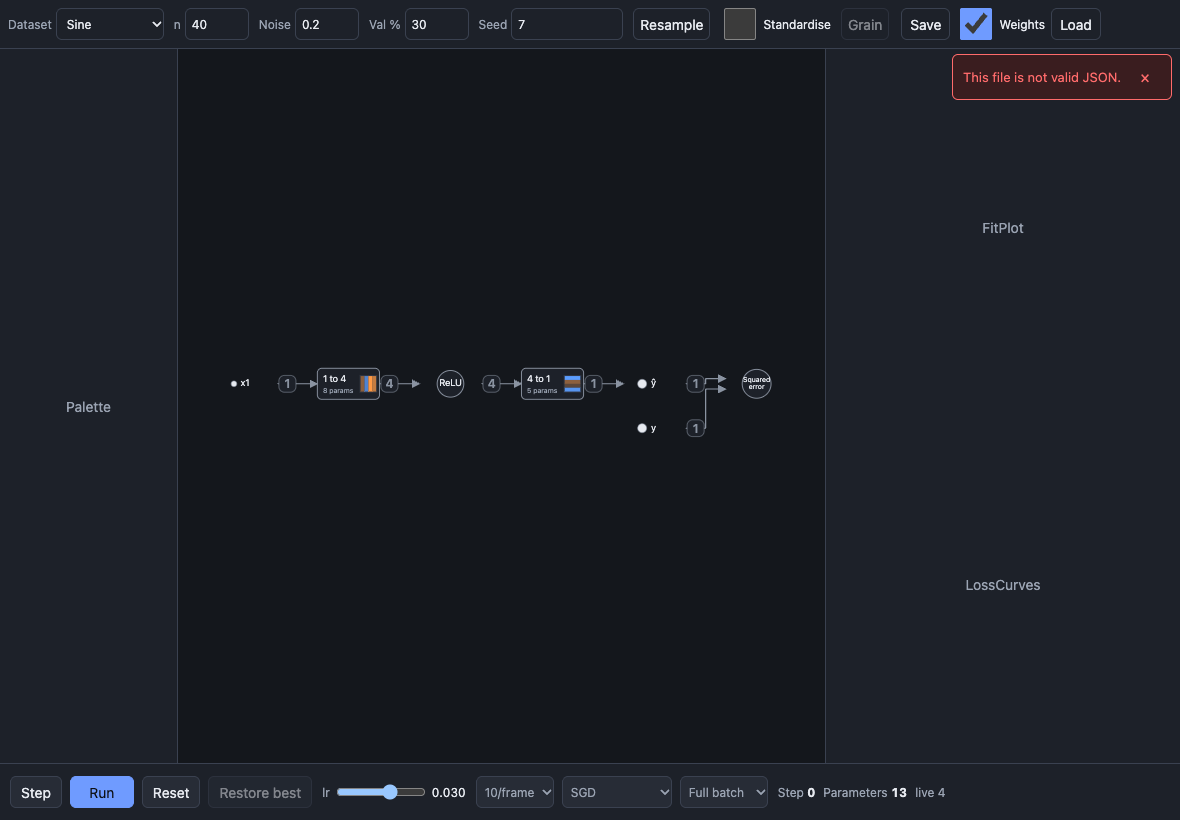 Dataset Sine n 40 Noise 0.2 Val % 30 Seed 7 Resample Standardise Grain Save Weights Load
This file is not valid JSON. ×
FitPlot
x1 1 1 to 4 4 ReLU 4 4 to 1 1 ŷ 1 Squared
8 params 5 params error
Palette
y 1
LossCurves
Step Run Reset Restore best lr 0.030 10/frame SGD Full batch Step 0 Parameters 13 live 4